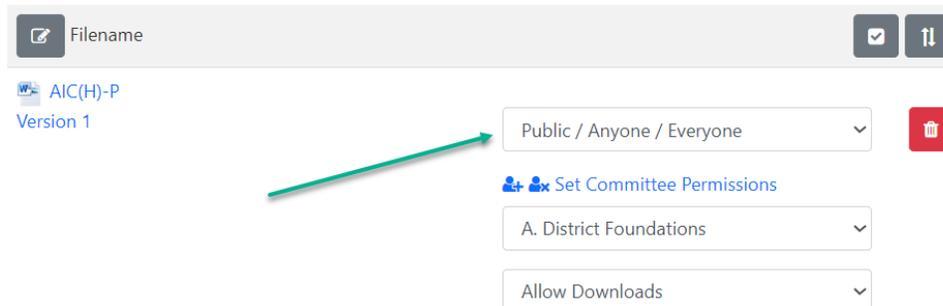 Filename
AIC(H)-P
Version 1
Public / Anyone / Everyone
Set Committee Permissions
A. District Foundations
Allow Downloads